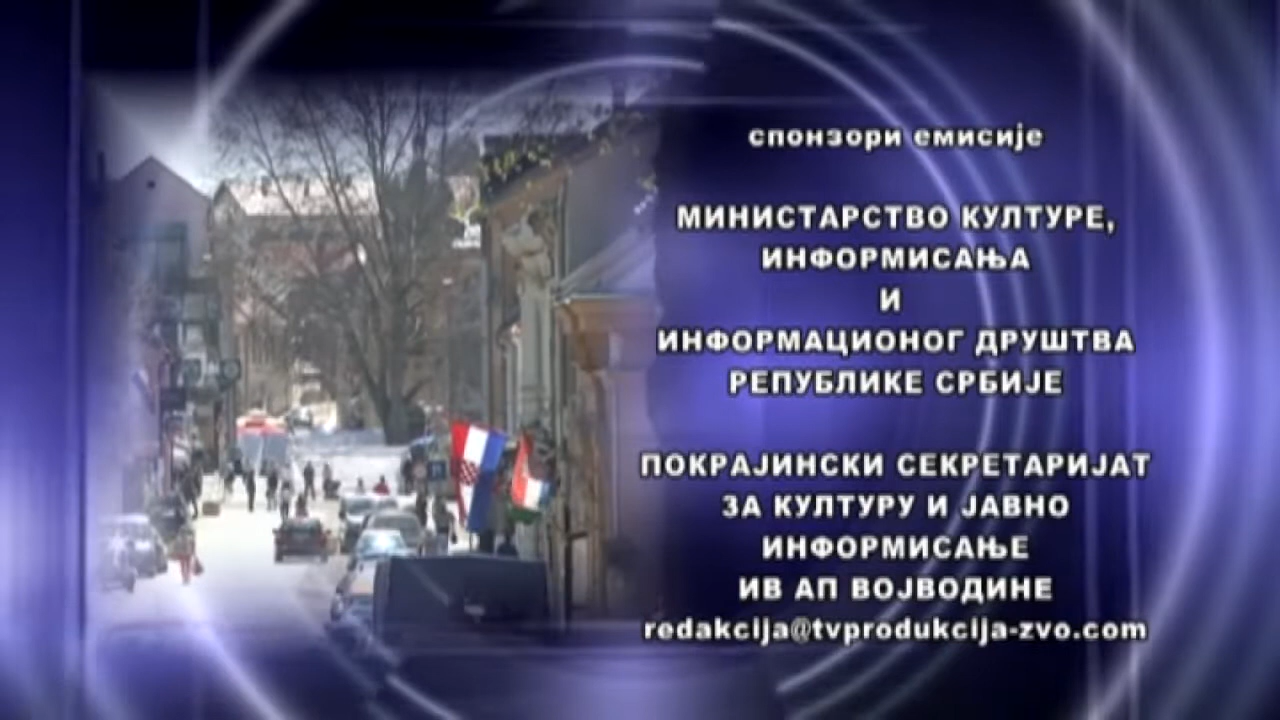 спонзори емисије
МИНИСТАРСТВО КУЛТУРЕ,
ИНФОРМИСАЊА
И
ИНФОРМАЦИОНОГ ДРУШТВА
РЕПУБЛИКЕ СРБИЈЕ
ПОКРАЈИНСКИ СЕКРЕТАРИЈАТ
ЗА КУЛТУРУ И ЈАВНО
ИНФОРМИСАЊЕ
ИВ АП ВОЈВОДИНЕ
redakcija@tvprodukcija-zvo.com